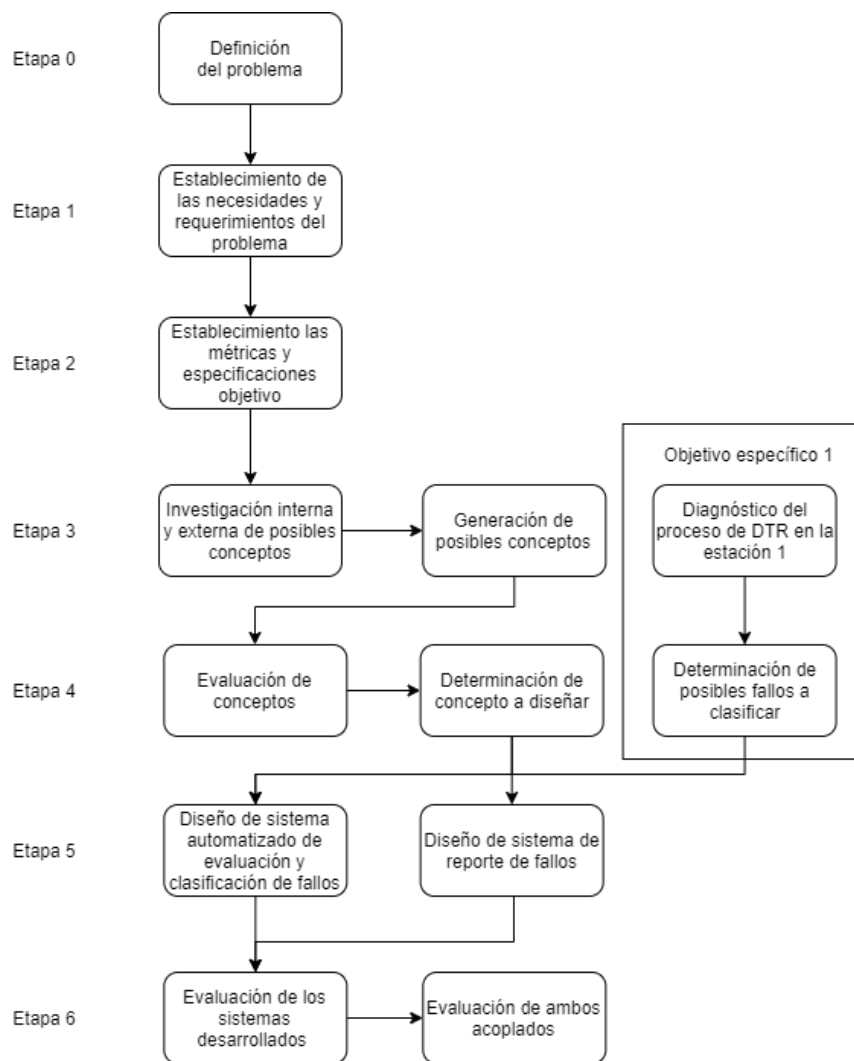 Etapa 0
Definición
del problema
Etapa 1
Establecimiento de
las necesidades y
requerimientos del
problema
Etapa 2
Establecimiento las
métricas y
especificaciones
objetivo
Objetivo específico 1
Etapa 3
Investigación interna
y externa de posibles
conceptos
Generación de
posibles conceptos
Diagnóstico del
proceso de DTR en la
estación 1
Etapa 4
Evaluación de
conceptos
Determinación de
concepto a diseñar
Determinación de
posibles fallos a
clasificar
Etapa 5
Diseño de sistema
automatizado de
evaluación y
clasificación de fallos
Diseño de sistema de
reporte de fallos
Etapa 6
Evaluación de los
sistemas
desarrollados
Evaluación de ambos
acoplados